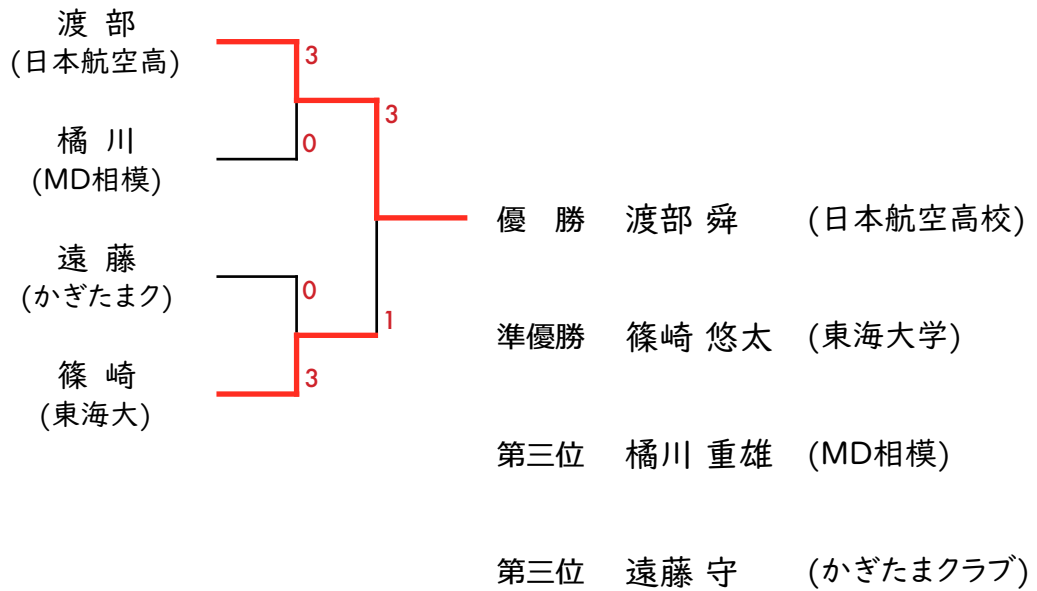 渡 部
(日本航空高)
3
3
0
橘 川
(MD相模)
優 勝 渡部 舜 (日本航空高校)
遠 藤
(かぎたまク)
0
1
準優勝 篠崎 悠太 (東海大学)
篠 崎
(東海大)
3
第三位 橘川 重雄 (MD相模)
第三位 遠藤 守 (かぎたまクラブ)